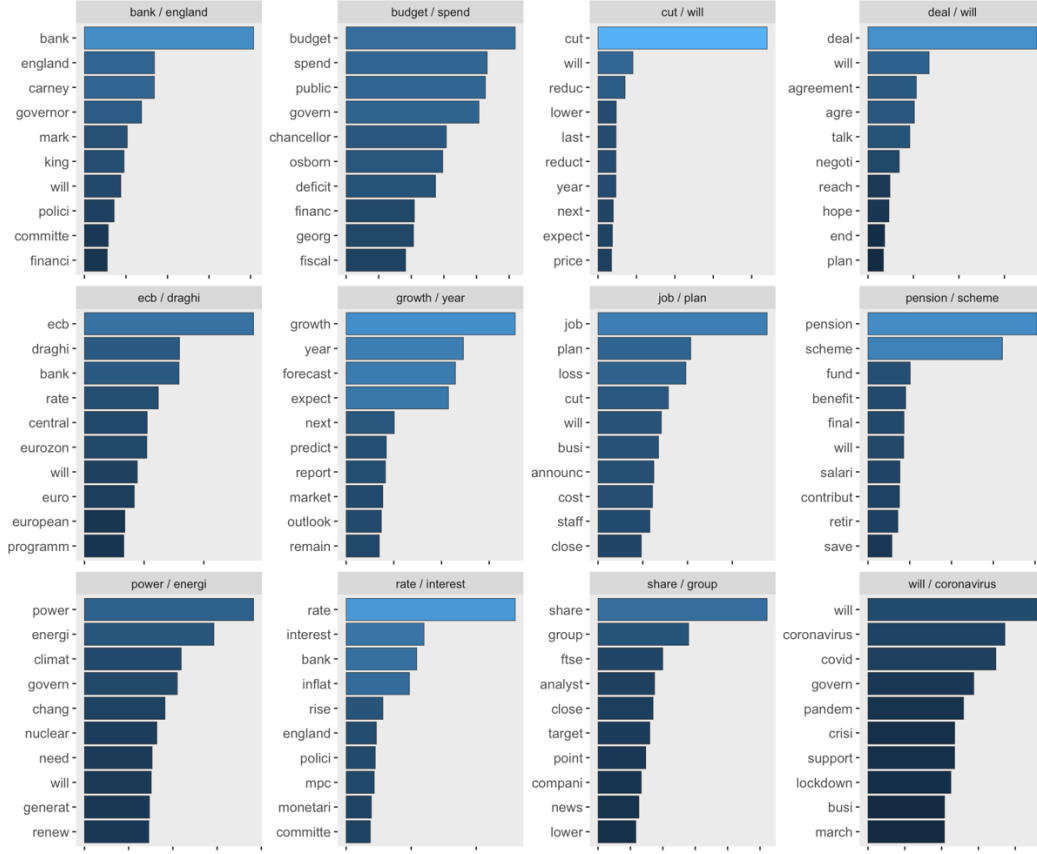 bank / england
bank
england
carney
governor
mark
king
will
polici
committe
financi
budget / spend
budget
spend
public
govern
chancellor
osborn
deficit
financ
georg
fiscal
cut / will
cut
will
reduc
lower
last
reduct
year
next
expect
price
deal / will
deal
will
agreement
agre
talk
negoti
reach
hope
end
plan
ecb / draghi
ecb
draghi
bank
rate
central
eurozon
will
euro
european
programm
growth / year
growth
year
forecast
expect
next
predict
report
market
outlook
remain
job / plan
job
plan
loss
cut
will
busi
announc
cost
staff
close
pension / scheme
pension
scheme
fund
benefit
final
will
salari
contribut
retir
save
power / energi
power
energi
climat
govern
chang
nuclear
need
will
generat
renew
rate / interest
rate
interest
bank
inflat
rise
england
polici
mpc
monetari
committe
share / group
share
group
ftse
analyst
close
target
point
compani
news
lower
will / coronavirus
will
coronavirus
covid
govern
pandem
crisi
support
lockdown
busi
march